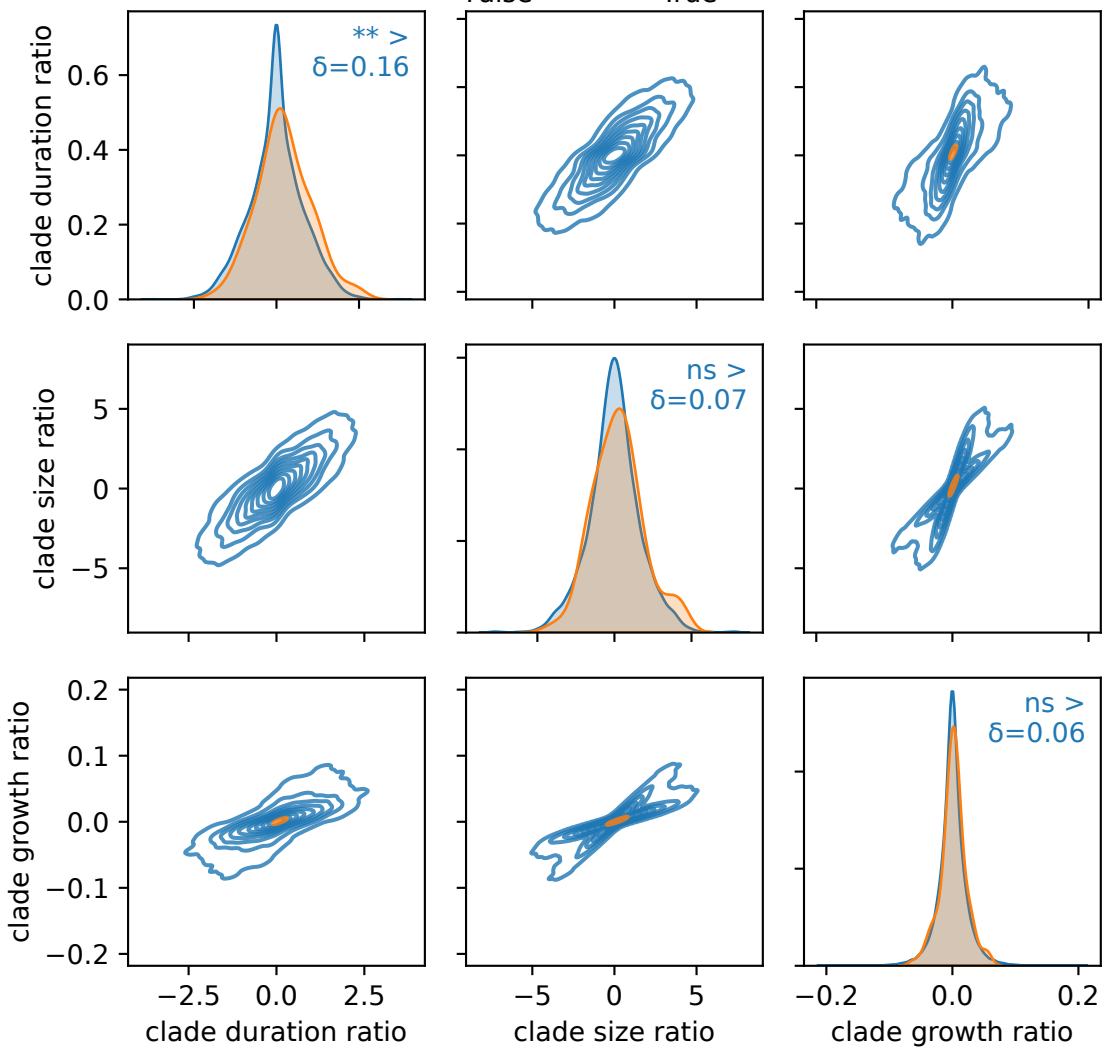 ** >
δ=0.16
clade duration ratio
0.6
0.4
0.2
0.0
ns >
δ=0.07
clade size ratio
5
0
−5
ns >
δ=0.06
clade growth ratio
0.2
0.1
0.0
−0.1
−0.2
−2.5 0.0 2.5
−5 0 5
−0.2 0.0 0.2
clade duration ratio
clade size ratio
clade growth ratio